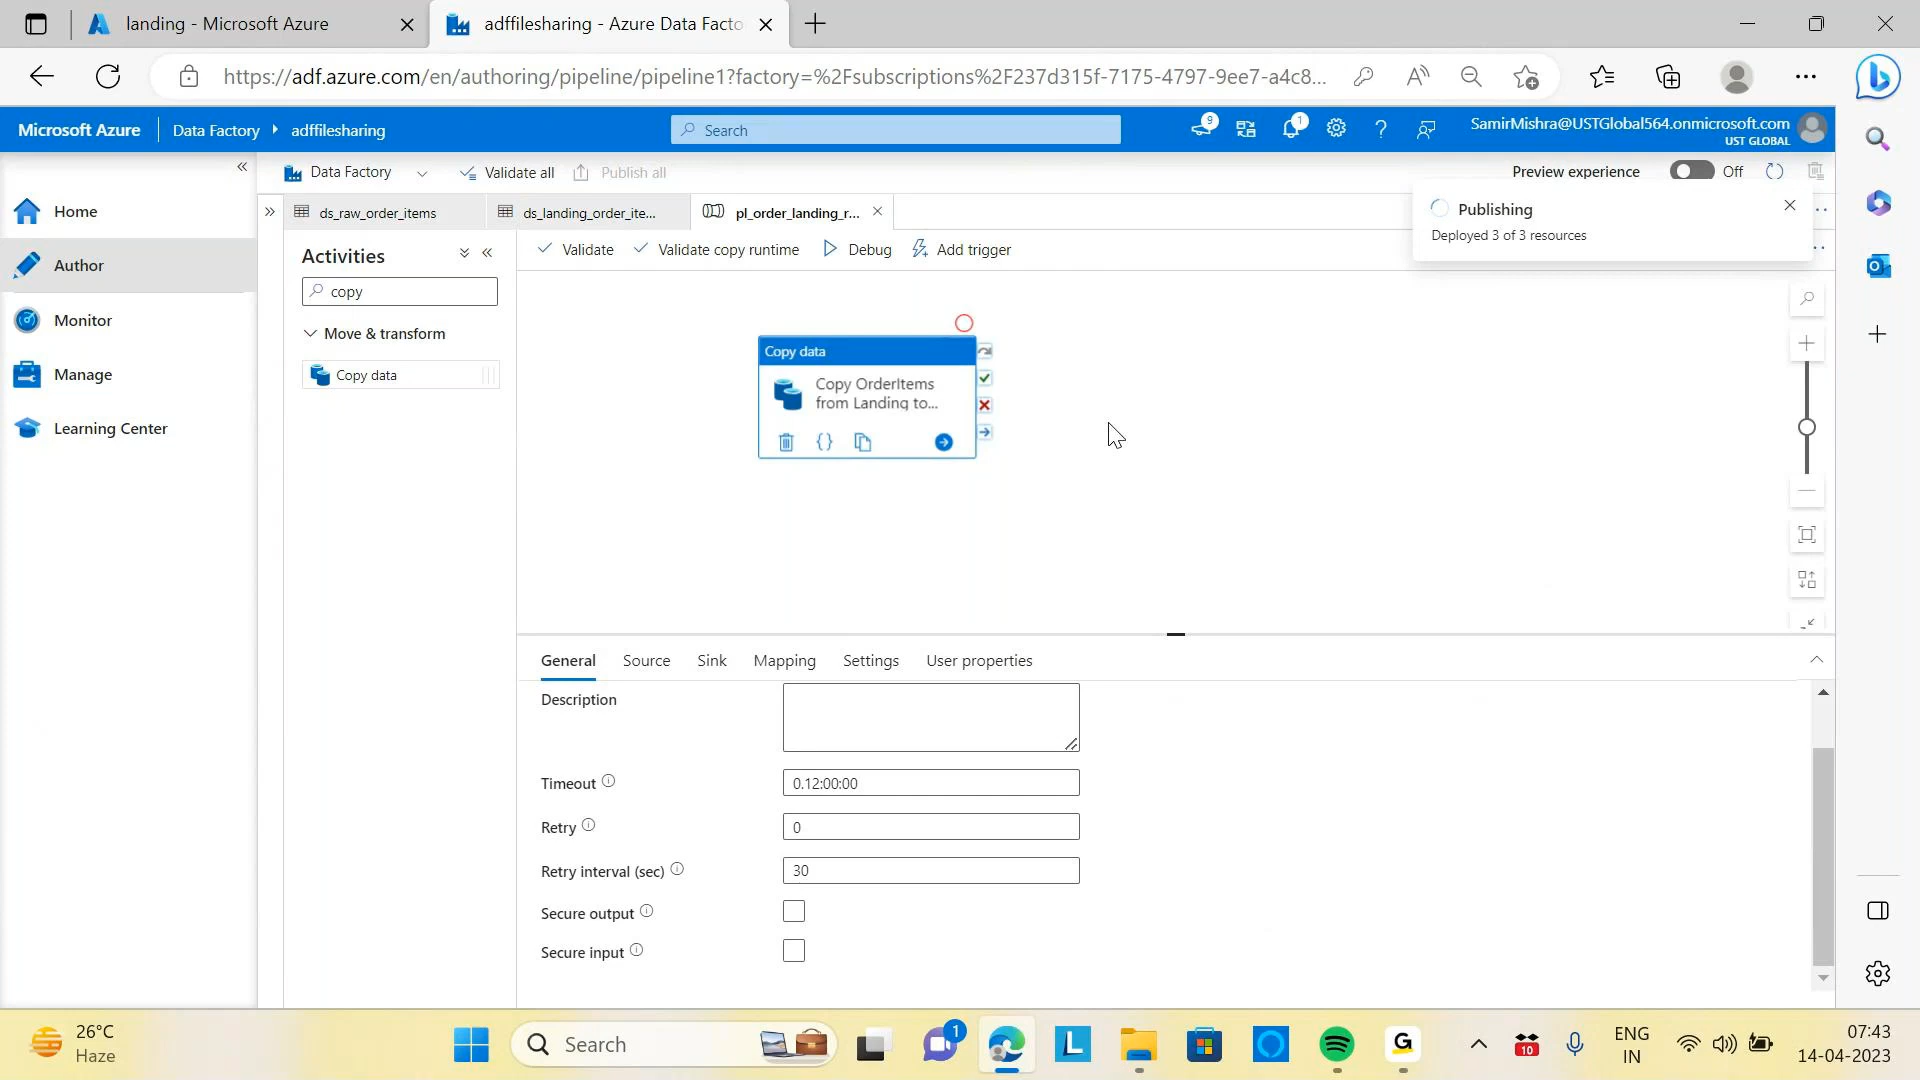 landing - Microsoft Azure
adffilesharing - Azure Data Facto
https://adf.azure.com/en/authoring/pipeline/pipeline1?factory=%2Fsubscriptions%2F237d315f-7175-4797-9ee7-a4c8...
Microsoft Azure
Data Factory
adffilesharing
Search
9
1
SamirMishra@USTGlobal564.onmicrosoft.com
UST GLOBAL
Data Factory
Validate all
Publish all
Preview experience
Off
Home
Author
Monitor
Manage
Learning Center
ds_raw_order_items
ds_landing_order_ite...
pl_order_landing_r...
Publishing
Deployed 3 of 3 resources
Activities
copy
Move & transform
Copy data
Validate
Validate copy runtime
Debug
Add trigger
Copy data
Copy OrderItems
from Landing to...
General
Source
Sink
Mapping
Settings
User properties
Description
Timeout
0.12:00:00
Retry
0
Retry interval (sec)
30
Secure output
Secure input
26°C
Haze
Search
1
L
G
10
ENG
IN
07:43
14-04-2023